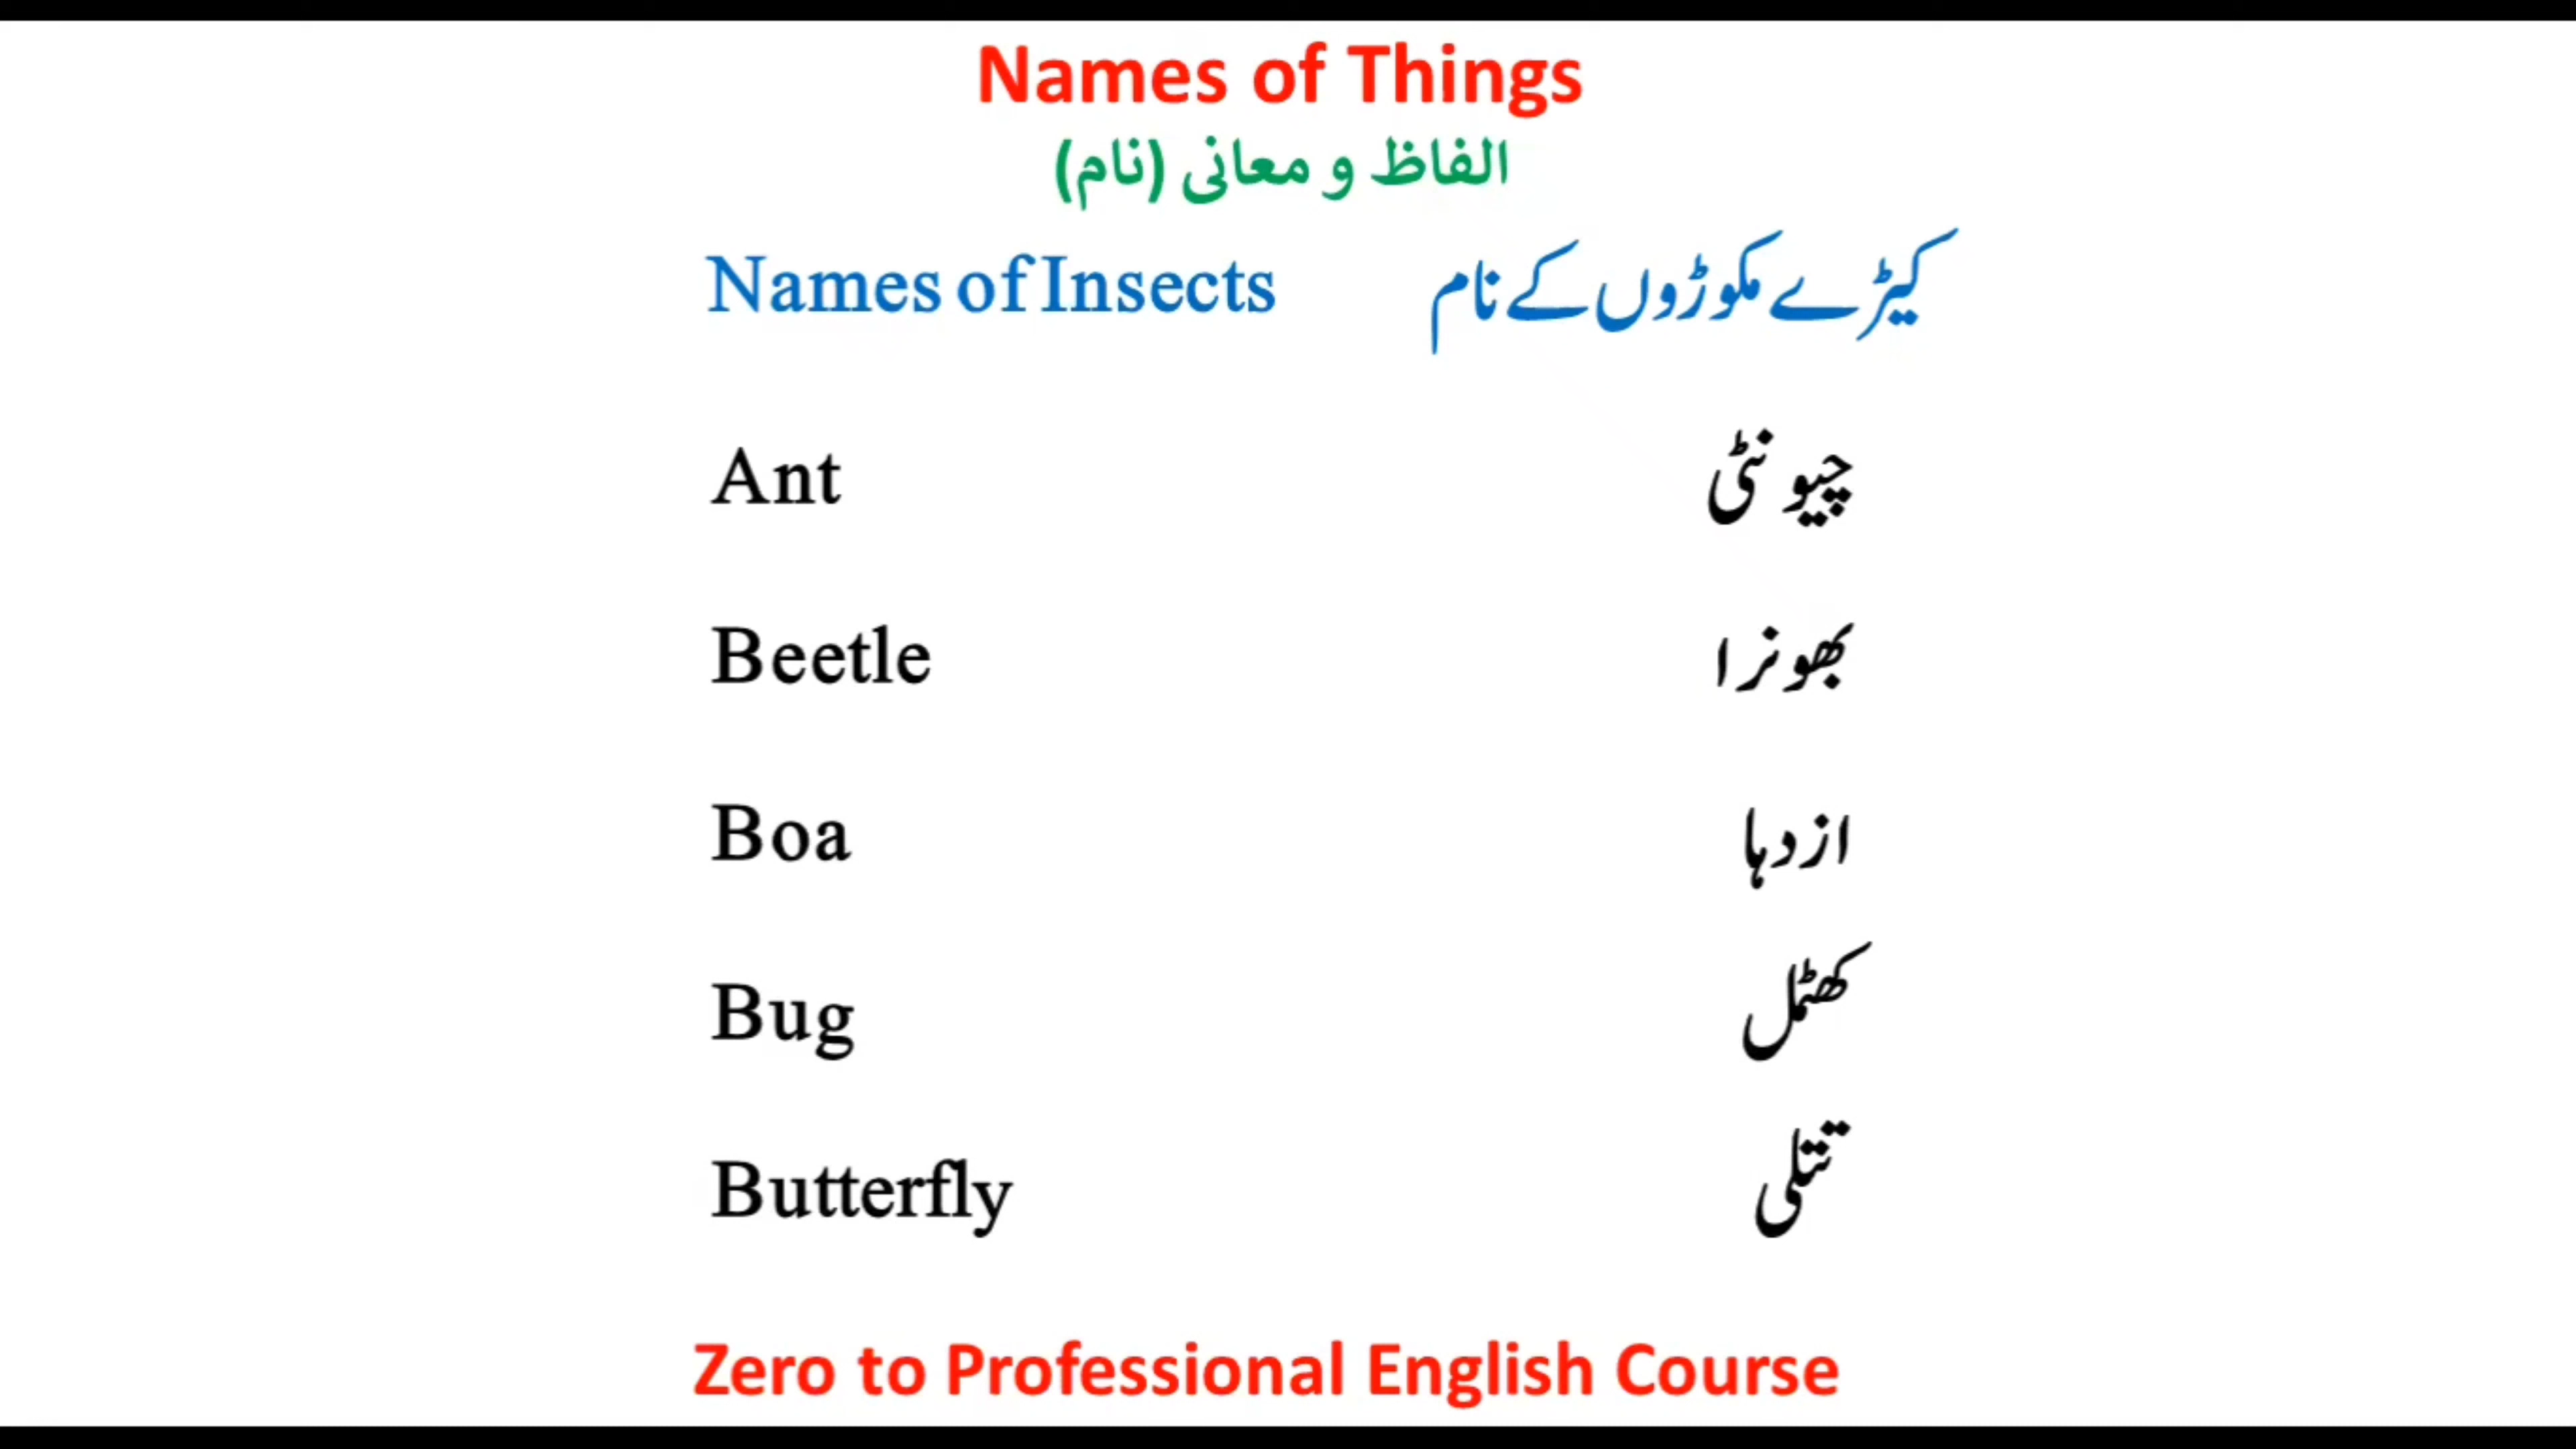 Names of Things
الفاظ و معانی (نام)
Names of Insects کیڑے مکوڑوں کے نام
Ant چیونٹی
Beetle بھونرا
Boa ازدہا
Bug کھٹمل
Butterfly تتلی
Zero to Professional English Course